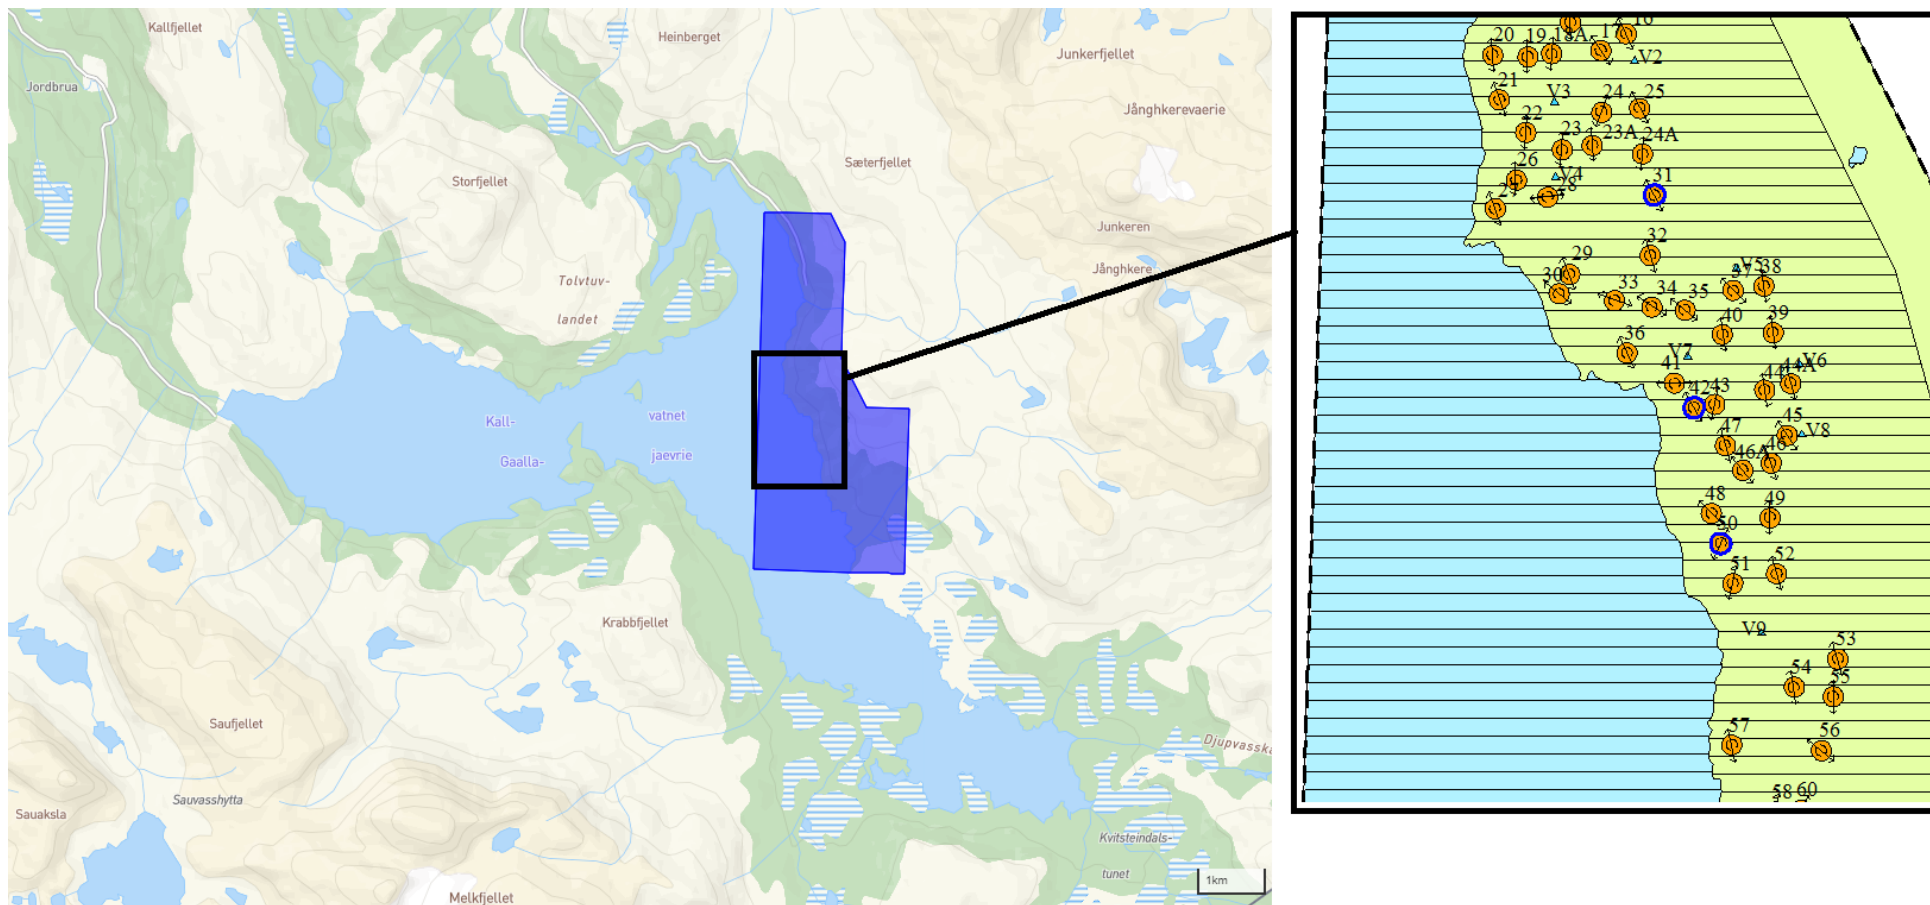 Kallfjellet
Heinberget
Junkerfjellet
Jordbrua
Jånghkerevaerie
Sæterfjellet
Storfjellet
Junkeren
Jånghkere
Tolvtuv-
landet
Kall-
vatnet
Gaalla-
jaevrie
Krabbfjellet
Saufjellet
Djupvasska
Sauvasshytta
Sauaksla
Kvitsteindals-
tunet
Melkfjellet
1km
16
20 19 18A 17
V2
21 V3 24 25
22 23 23A 24A
26 V4 31
27 28
32
29 V5 38
30 33 34 35 37
40 39
36 V7
41 44 44A V6
42 43
47 45 V8
46A 46
48 49
50
51 52
V9
53
54 55
57 56
58 60